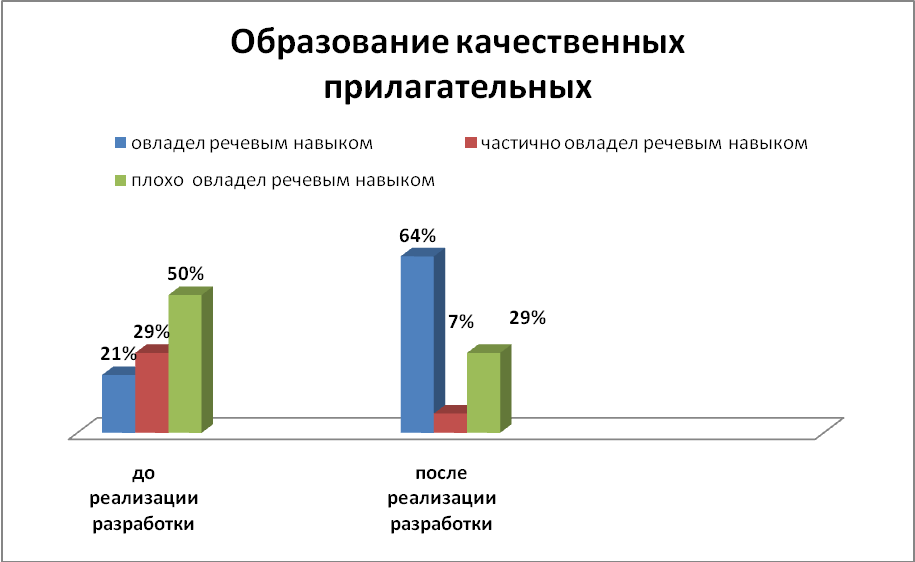 Образование качественных
прилагательных
овладел речевым навыком
частично овладел речевым навыком
плохо овладел речевым навыком
21%
29%
50%
64%
7%
29%
до
реализации
разработки
после
реализации
разработки